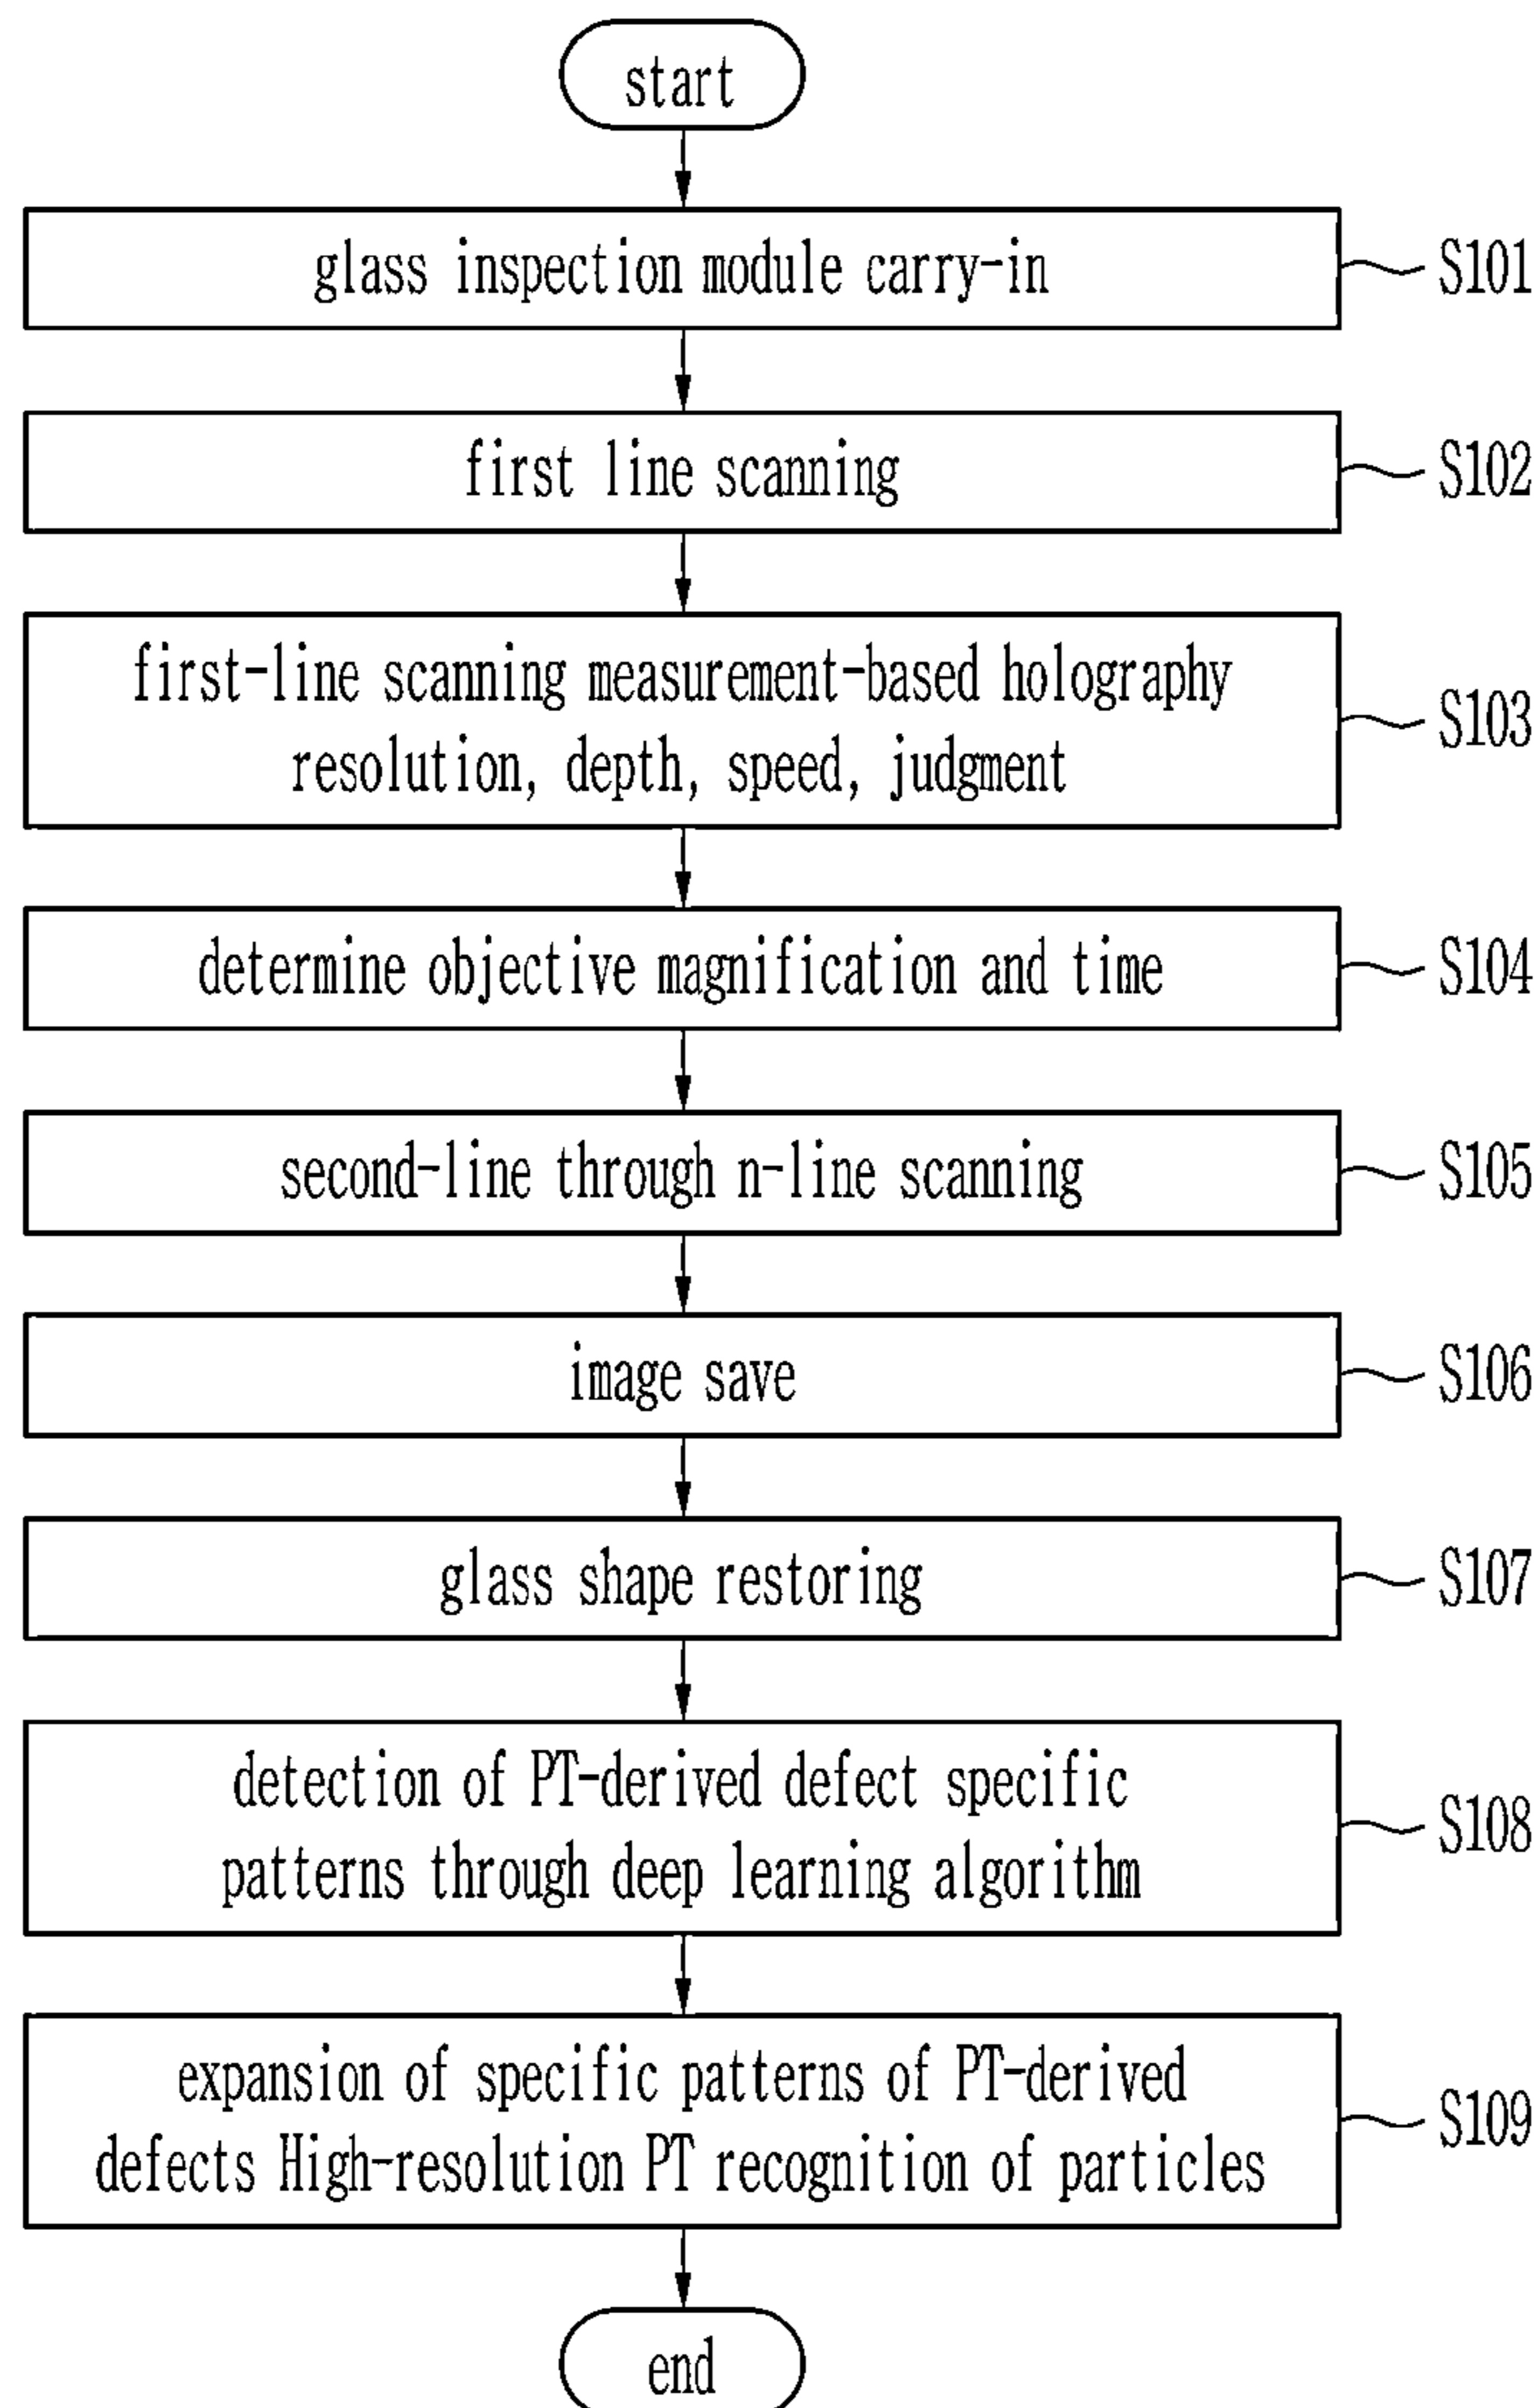 start
glass inspection module carry-in
S101
first line scanning
S102
first-line scanning measurement-based holography
resolution, depth, speed, judgment
S103
determine objective magnification and time
S104
second-line through n-line scanning
S105
image save
S106
glass shape restoring
S107
detection of PT-derived defect specific
patterns through deep learning algorithm
S108
expansion of specific patterns of PT-derived
defects High-resolution PT recognition of particles
S109
end